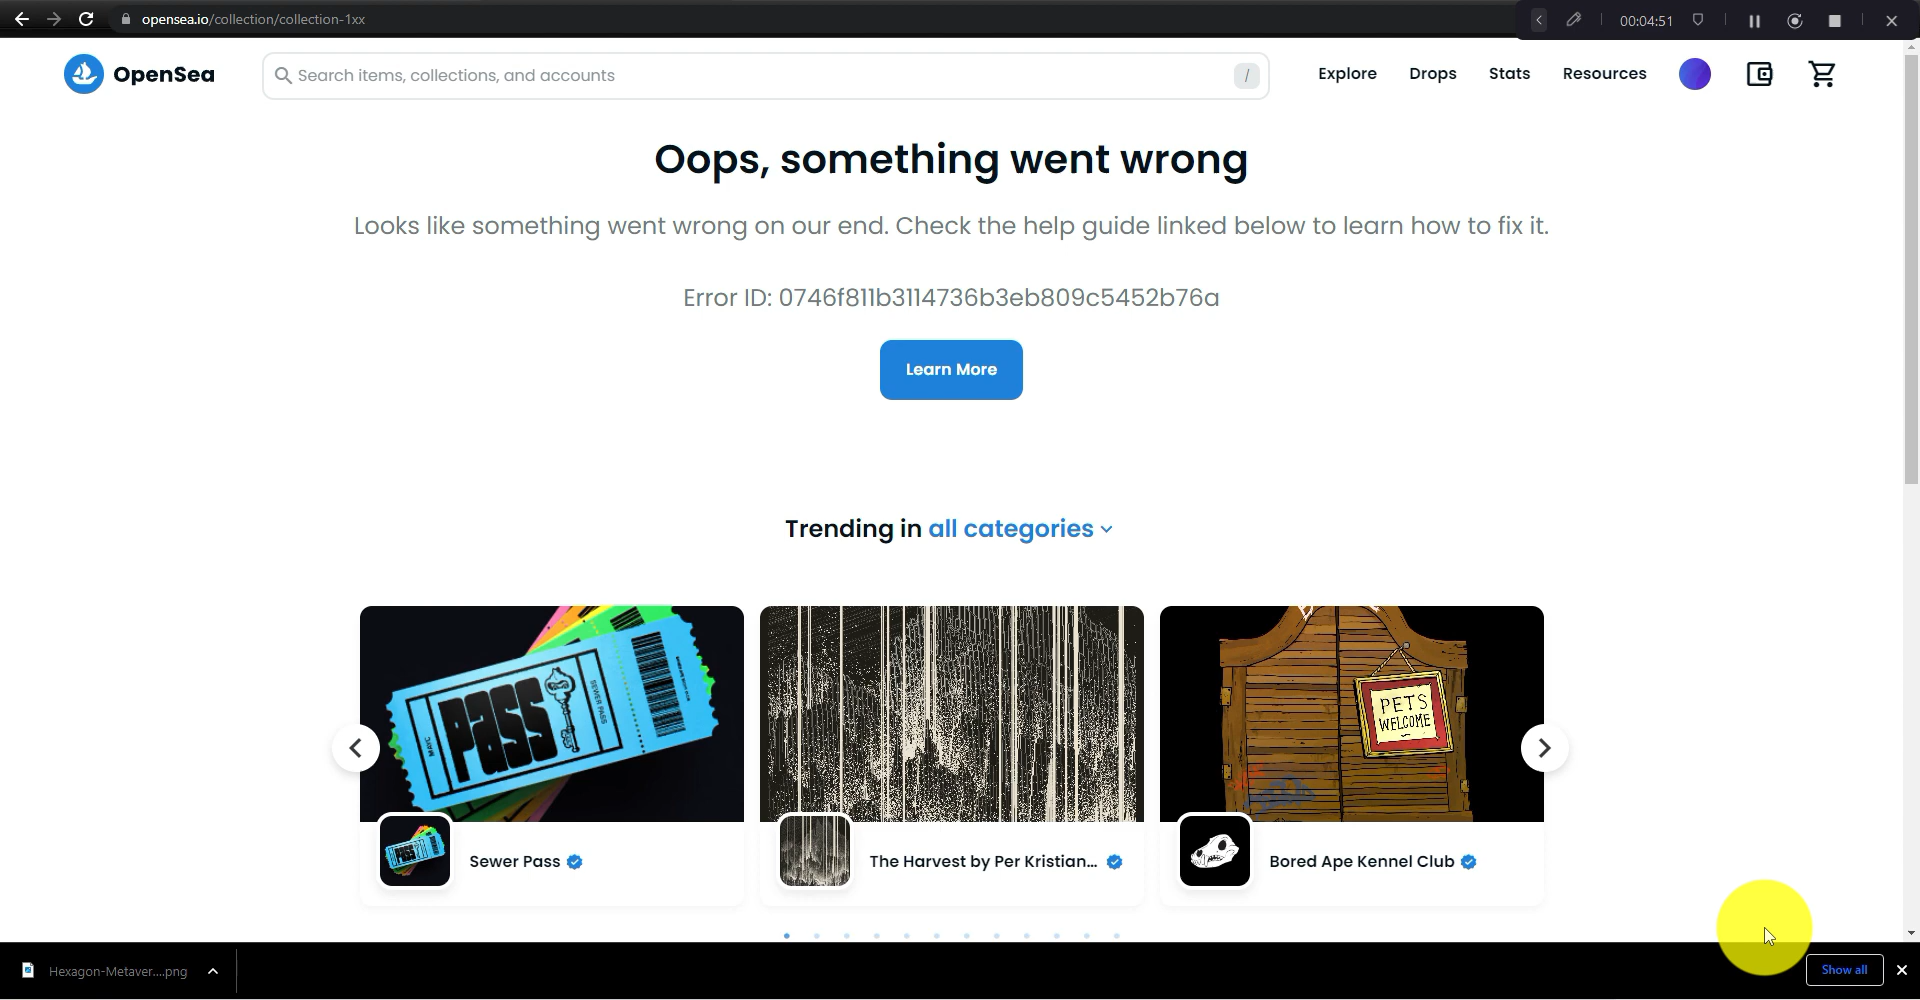 opensea.io/collection/collection-1xx
00:04:51
OpenSea
Search items, collections, and accounts
/
Explore
Drops
Stats
Resources
Oops, something went wrong
Looks like something went wrong on our end. Check the help guide linked below to learn how to fix it.
Error ID: 0746f811b3114736b3eb809c5452b76a
Learn More
Trending in all categories
PASS
SEWER PASS
MAYC
PETS
WELCOME
Sewer Pass
The Harvest by Per Kristian...
Bored Ape Kennel Club
Hexagon-Metaver....png
Show all